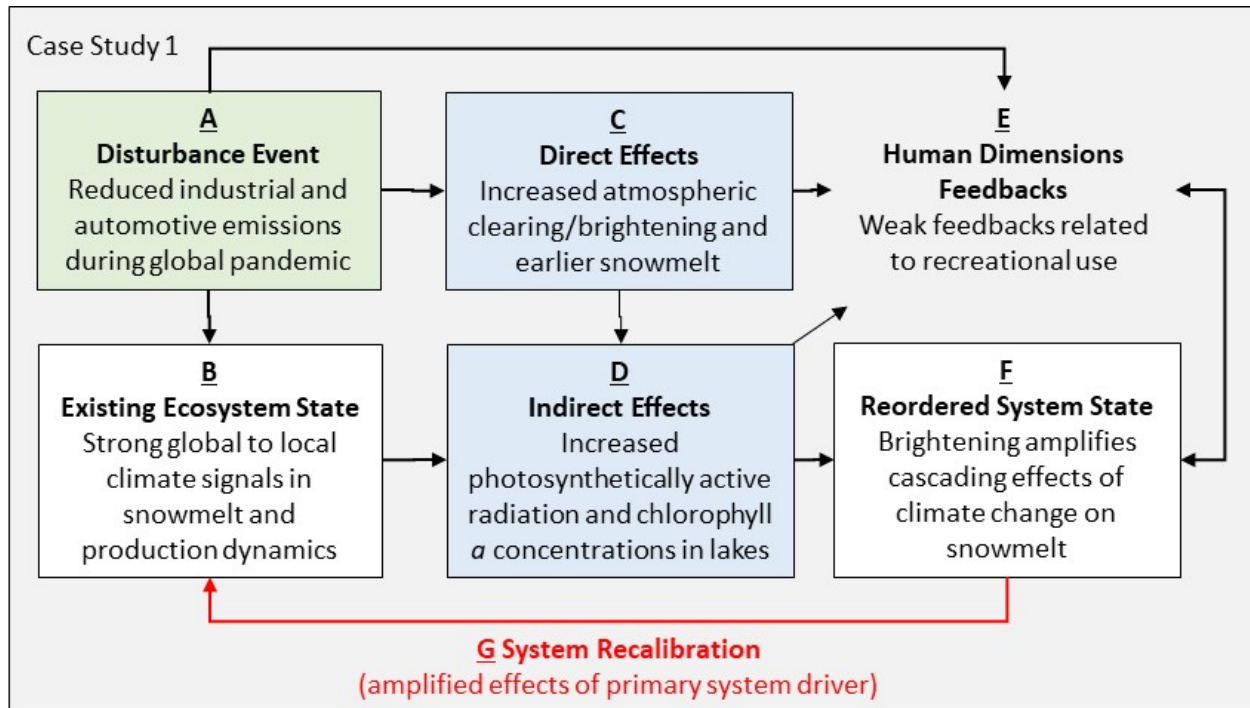 Case Study 1
A
Disturbance Event
Reduced industrial and
automotive emissions
during global pandemic
C
Direct Effects
Increased atmospheric
clearing/brightening and
earlier snowmelt
E
Human Dimensions
Feedbacks
Weak feedbacks related
to recreational use
B
Existing Ecosystem State
Strong global to local
climate signals in
snowmelt and
production dynamics
D
Indirect Effects
Increased
photosynthetically active
radiation and chlorophyll
a concentrations in lakes
F
Reordered System State
Brightening amplifies
cascading effects of
climate change on
snowmelt
G System Recalibration
(amplified effects of primary system driver)